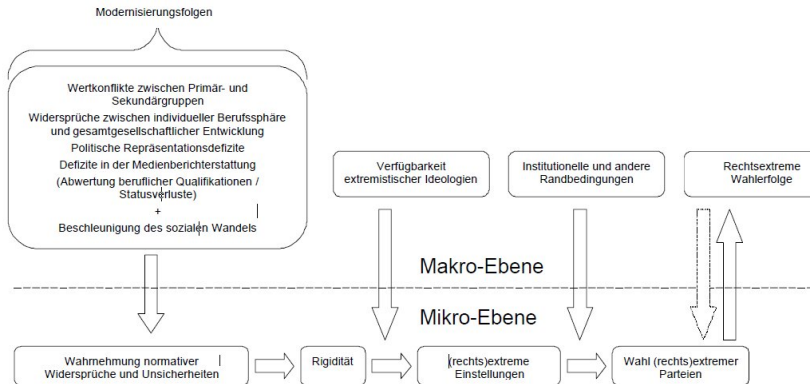 Modernisierungsfolgen
Wertkonflikte zwischen Primär- und
Sekundärgruppen
Widersprüche zwischen individueller Berufssphäre
und gesamtgesellschaftlicher Entwicklung
Politische Repräsentationsdefizite
Defizite in der Medienberichterstattung
(Abwertung beruflicher Qualifikationen /
Statusverluste)
+
Beschleunigung des sozialen Wandels
Verfügbarkeit
extremistischer Ideologien
Institutionelle und andere
Randbedingungen
Rechtsextreme
Wahlerfolge
Makro-Ebene
Mikro-Ebene
Wahrnehmung normativer
Widersprüche und Unsicherheiten
Rigidität
(rechts)extreme
Einstellungen
Wahl (rechts)extremer
Parteien